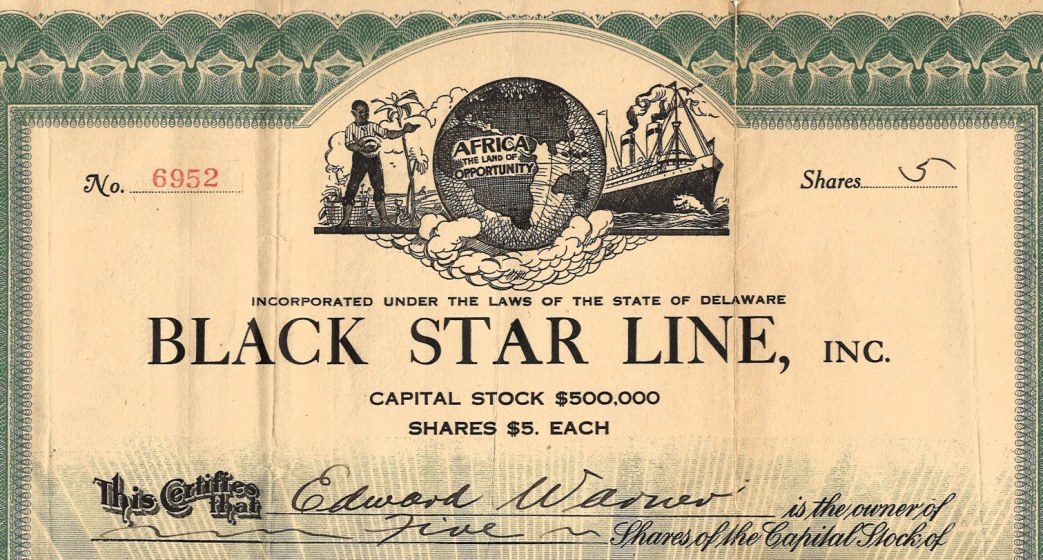 No. 6952
Shares 5
AFRICA
THE LAND OF
OPPORTUNITY
INCORPORATED UNDER THE LAWS OF THE STATE OF DELAWARE
BLACK STAR LINE, INC.
CAPITAL STOCK $500,000
SHARES $5. EACH
This Certifies that Edward Warner is the owner of
Five Shares of the Capital Stock of